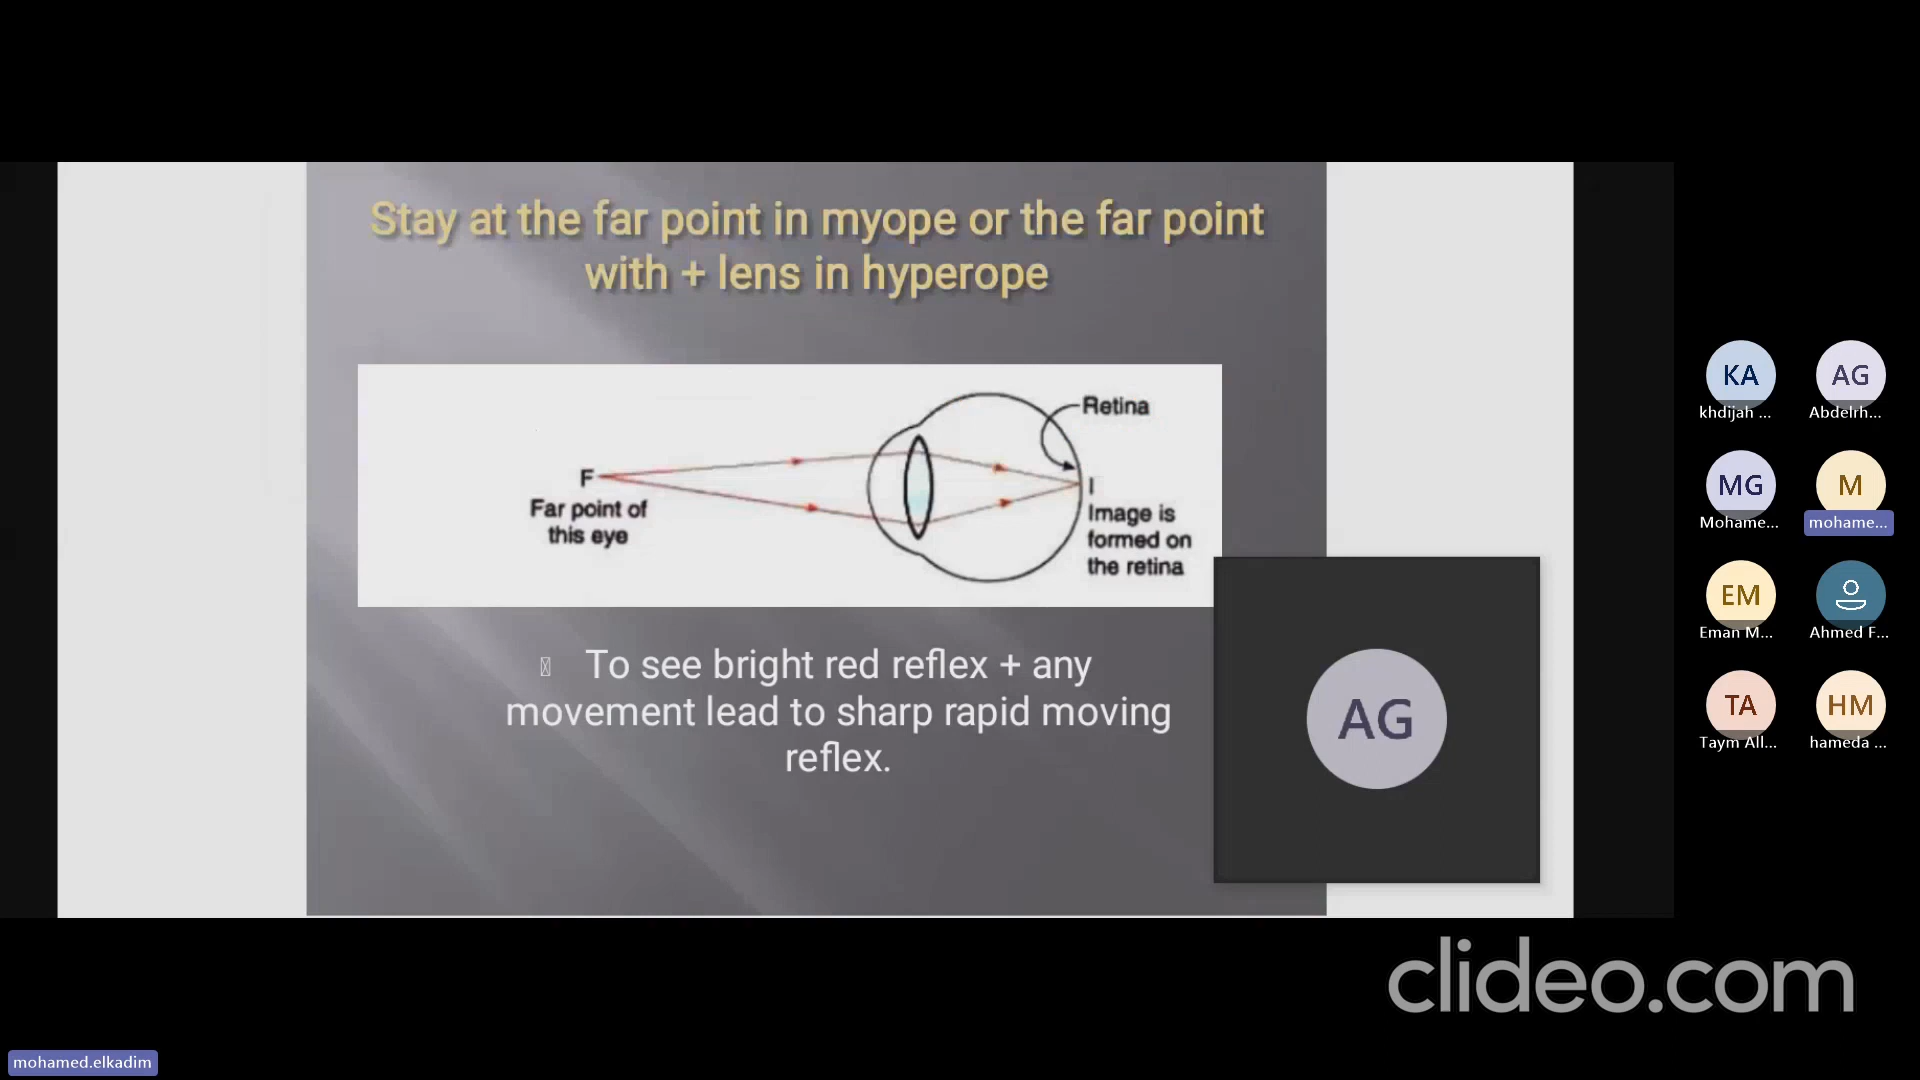 Stay at the far point in myope or the far point
with + lens in hyperope
Retina
F
Far point of
this eye
I
Image is
formed on
the retina
To see bright red reflex + any
movement lead to sharp rapid moving
reflex.
AG
KA
khdijah ...
AG
Abdelrh...
MG
Mohame...
M
mohame...
EM
Eman M...
Ahmed F...
TA
Taym All...
HM
hameda ...
clideo.com
mohamed.elkadim